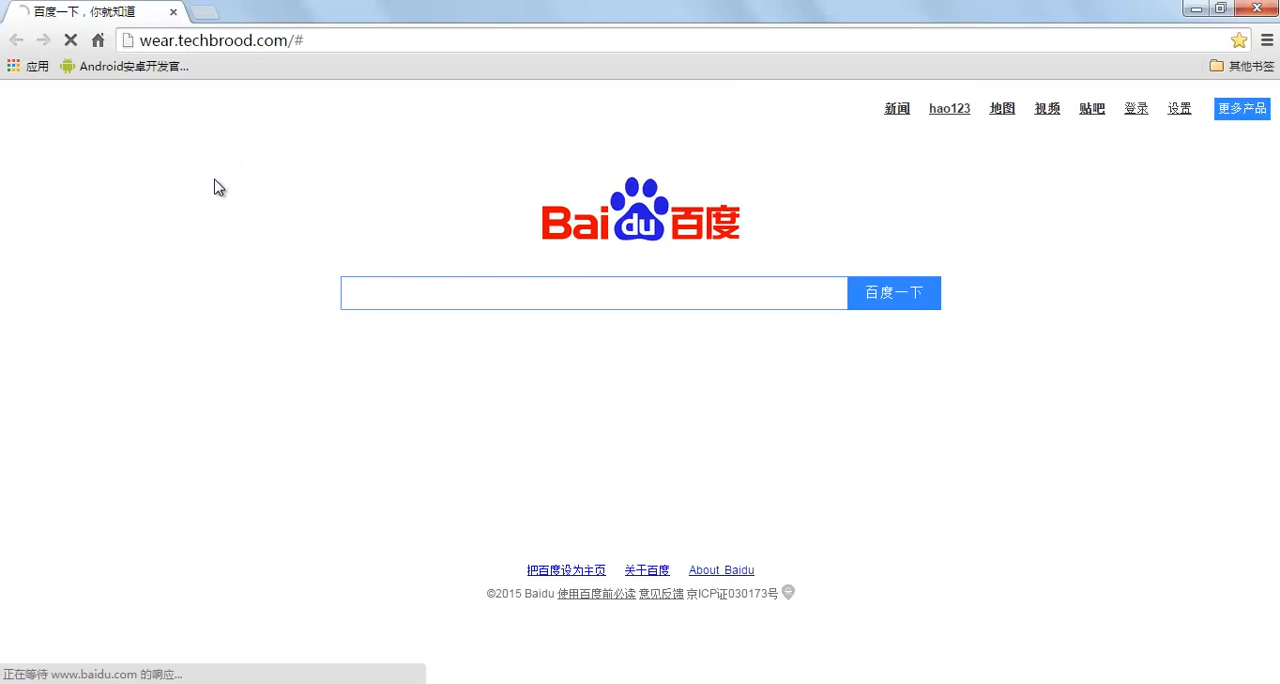 百度一下，你就知道
wear.techbrood.com/#
应用 Android安卓开发官... 其他书签
新闻 hao123 地图 视频 贴吧 登录 设置 更多产品
Bai du 百度
百度一下
把百度设为主页 关于百度 About Baidu
©2015 Baidu 使用百度前必读 意见反馈 京ICP证030173号
正在等待 www.baidu.com 的响应...